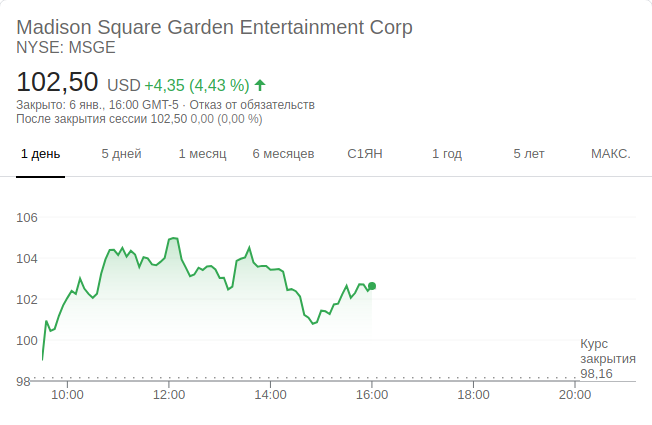 Madison Square Garden Entertainment Corp
NYSE: MSGE
102,50 USD +4,35 (4,43 %)
Закрыто: 6 янв., 16:00 GMT-5 · Отказ от обязательств
После закрытия сессии 102,50 0,00 (0,00 %)
1 день 5 дней 1 месяц 6 месяцев С1ЯН 1 год 5 лет МАКС.
106
104
102
100
98
Курс
закрытия
98,16
10:00 12:00 14:00 16:00 18:00 20:00